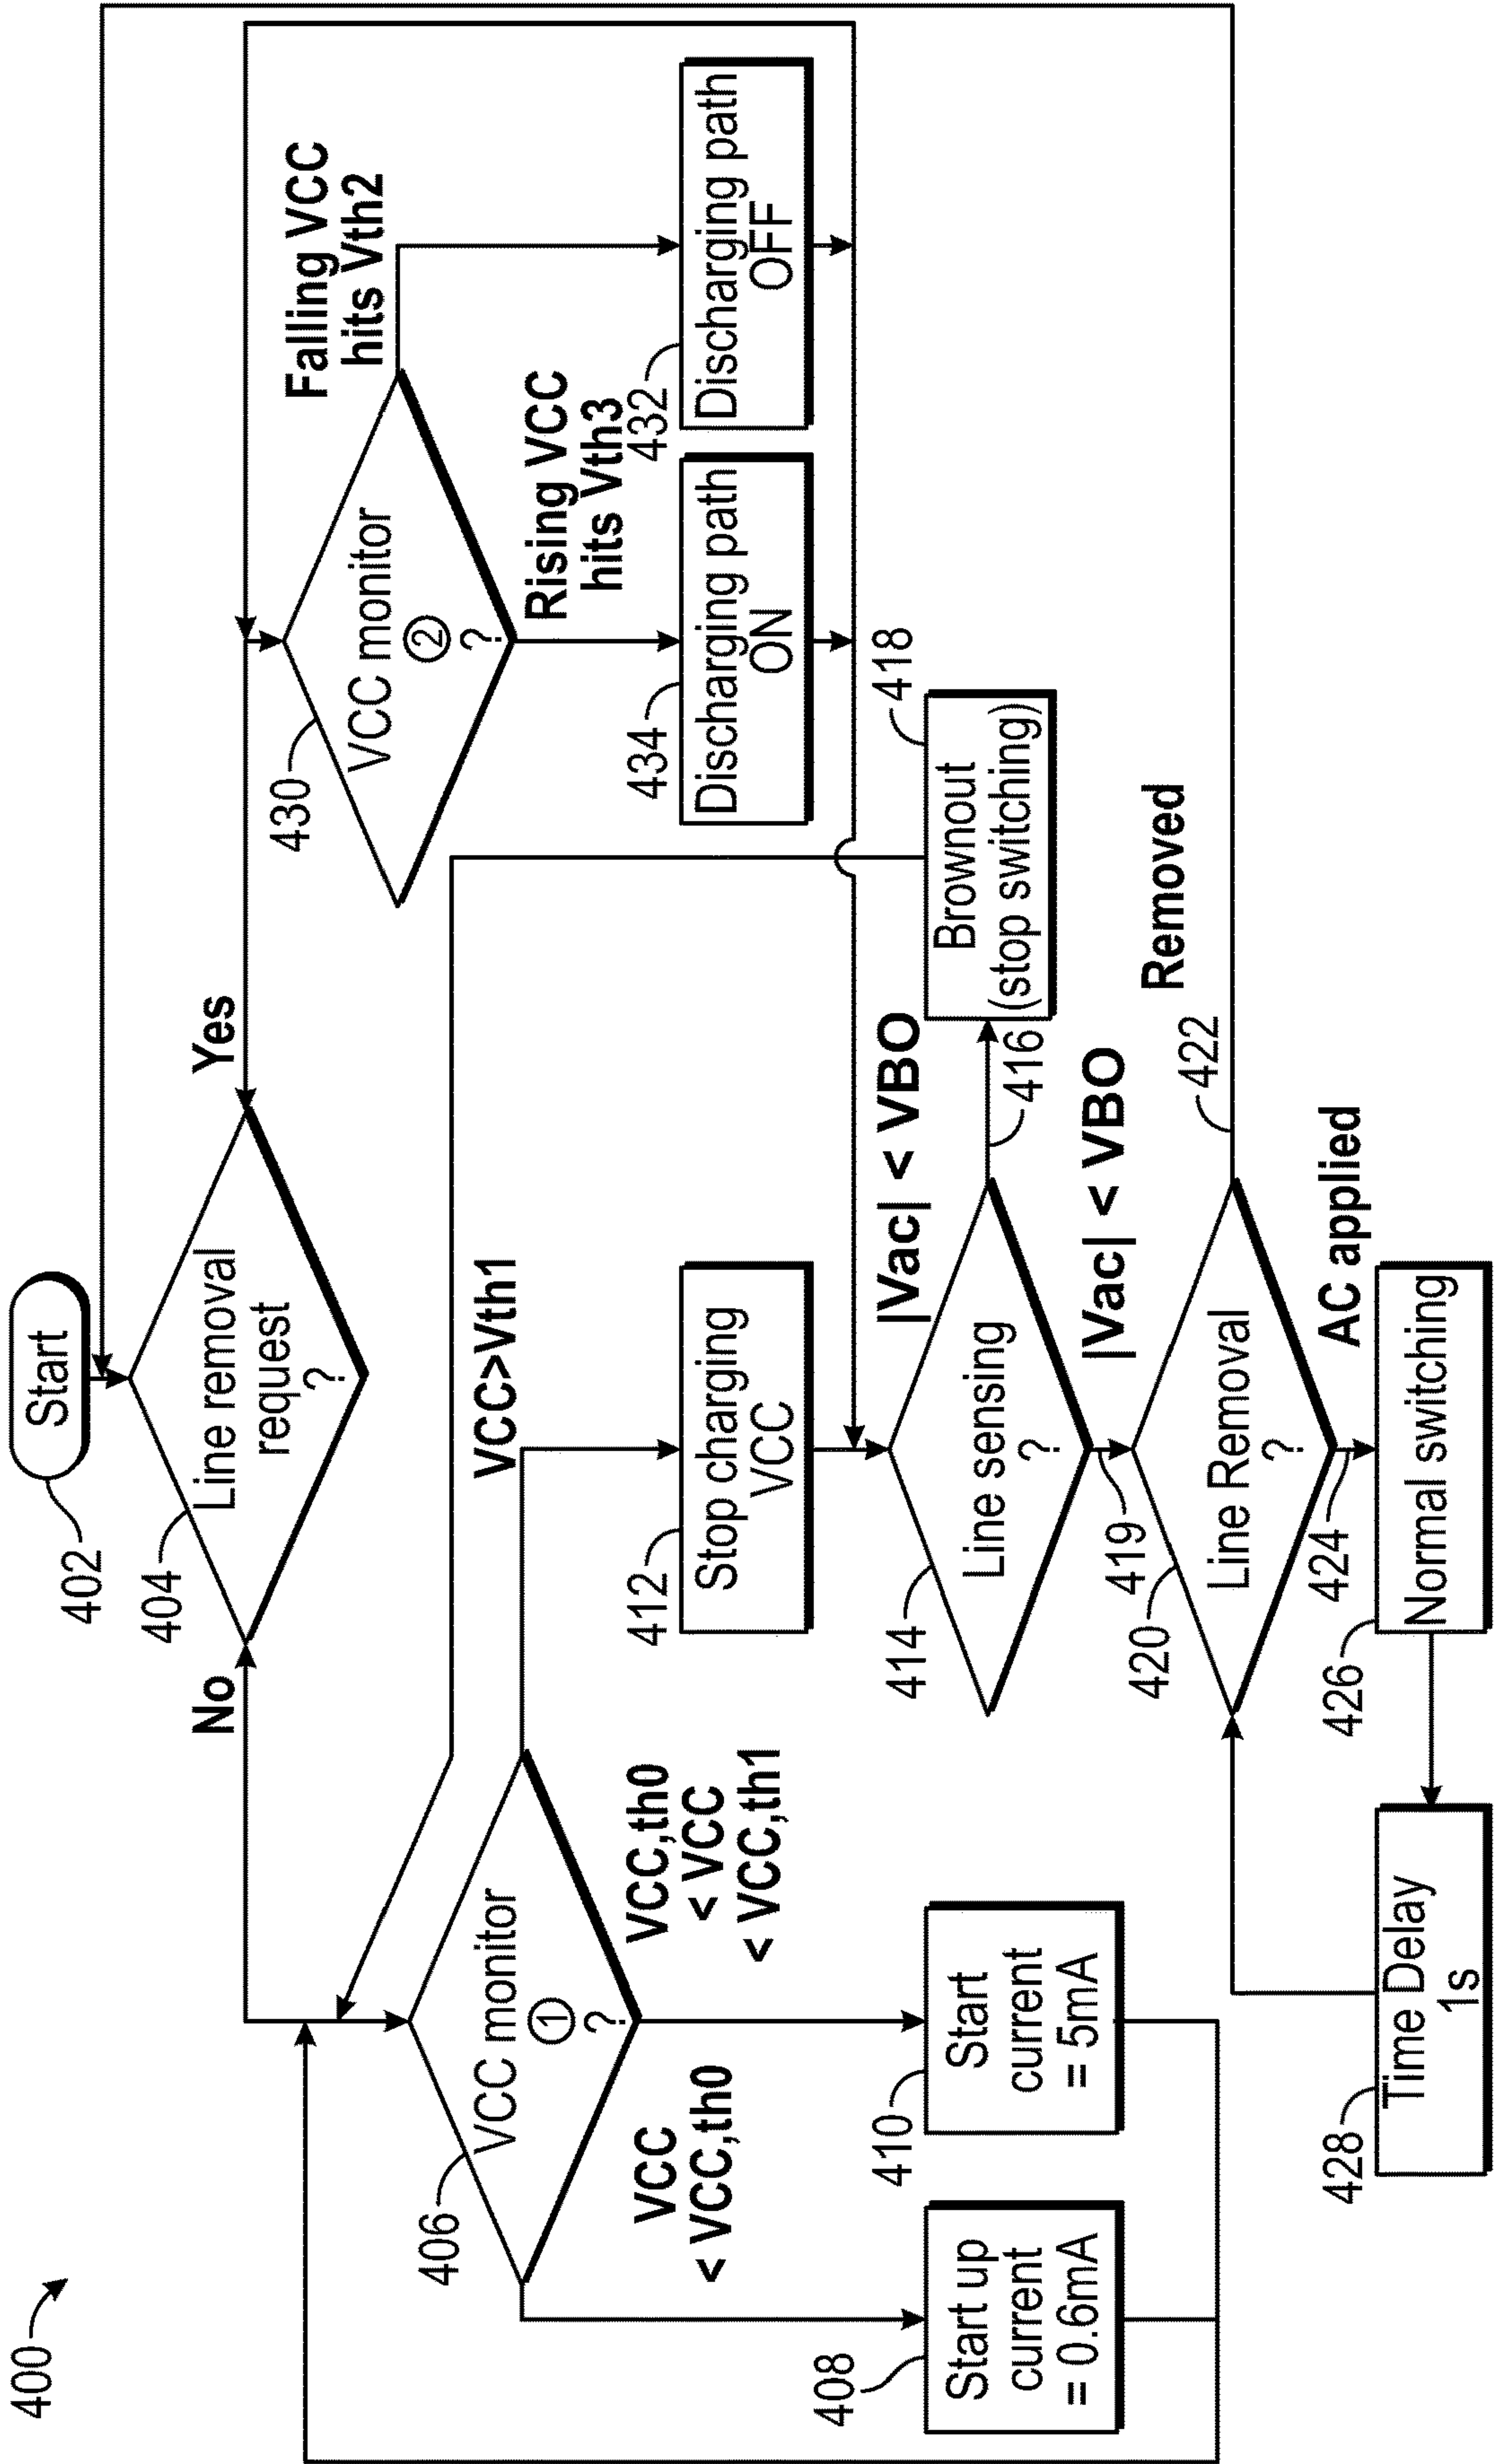 400
Start
402
Line removal
request
?
404
No
Yes
VCC monitor
①
?
406
VCC>Vth1
VCC,th0
< VCC
< VCC,th1
VCC
< VCC,th0
VCC monitor
②
?
430
Falling VCC
hits Vth2
Rising VCC
hits Vth3
Stop charging
VCC
412
Discharging path
ON
434
Discharging path
OFF
432
Start up
current
= 0.6mA
408
Start
current
= 5mA
410
Line sensing
?
414
|Vac| < VBO
416
Brownout
(stop switching)
418
|Vac| < VBO
419
Line Removal
?
420
Removed
422
AC applied
424
Normal switching
426
Time Delay
1s
428